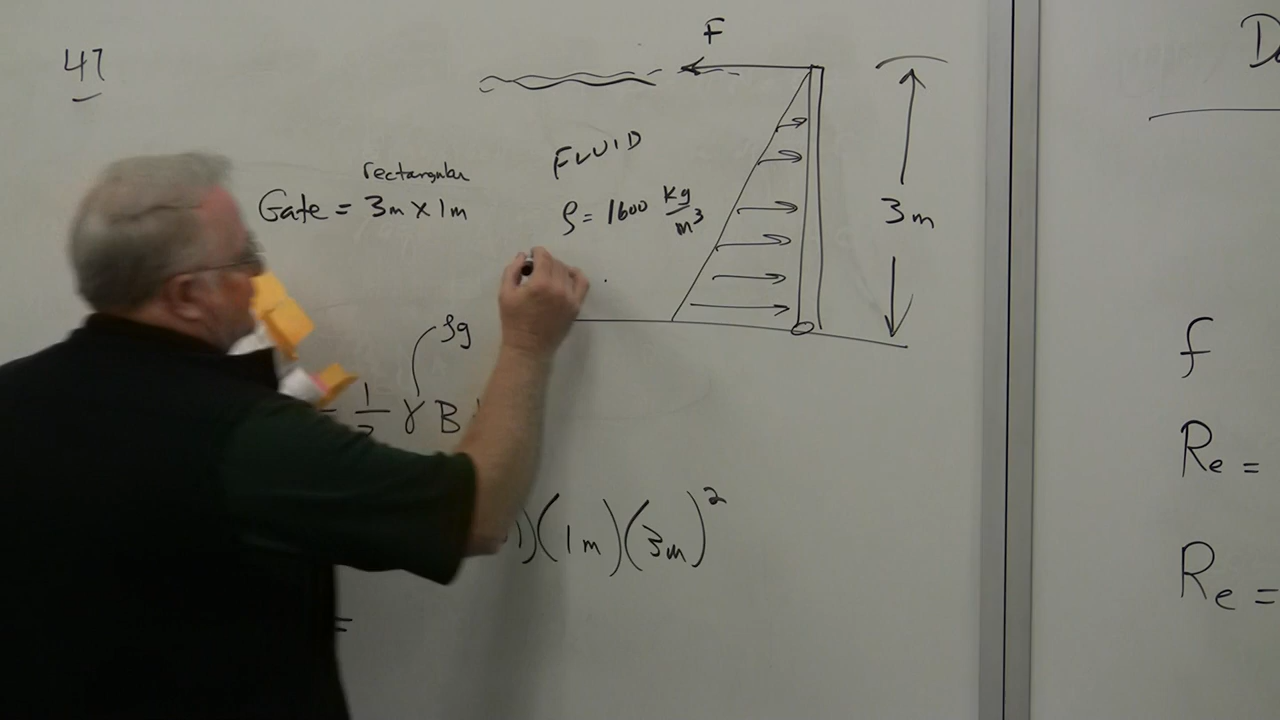 47
F
rectangular
Gate = 3m x 1m
FLUID
ρ = 1600 kg/m³
3m
ρg
= 1/2 γ B
)(1m)(3m)²
=
f
Re =
Re =